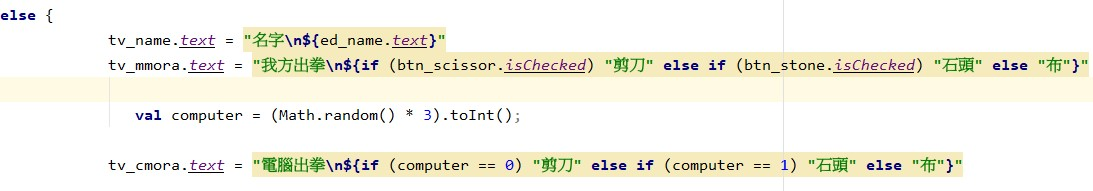 else {
tv_name.text = "名字\n${ed_name.text}"
tv_mmora.text = "我方出拳\n${if (btn_scissor.isChecked) "剪刀" else if (btn_stone.isChecked) "石頭" else "布"}"
val computer = (Math.random() * 3).toInt();
tv_cmora.text = "電腦出拳\n${if (computer == 0) "剪刀" else if (computer == 1) "石頭" else "布"}"